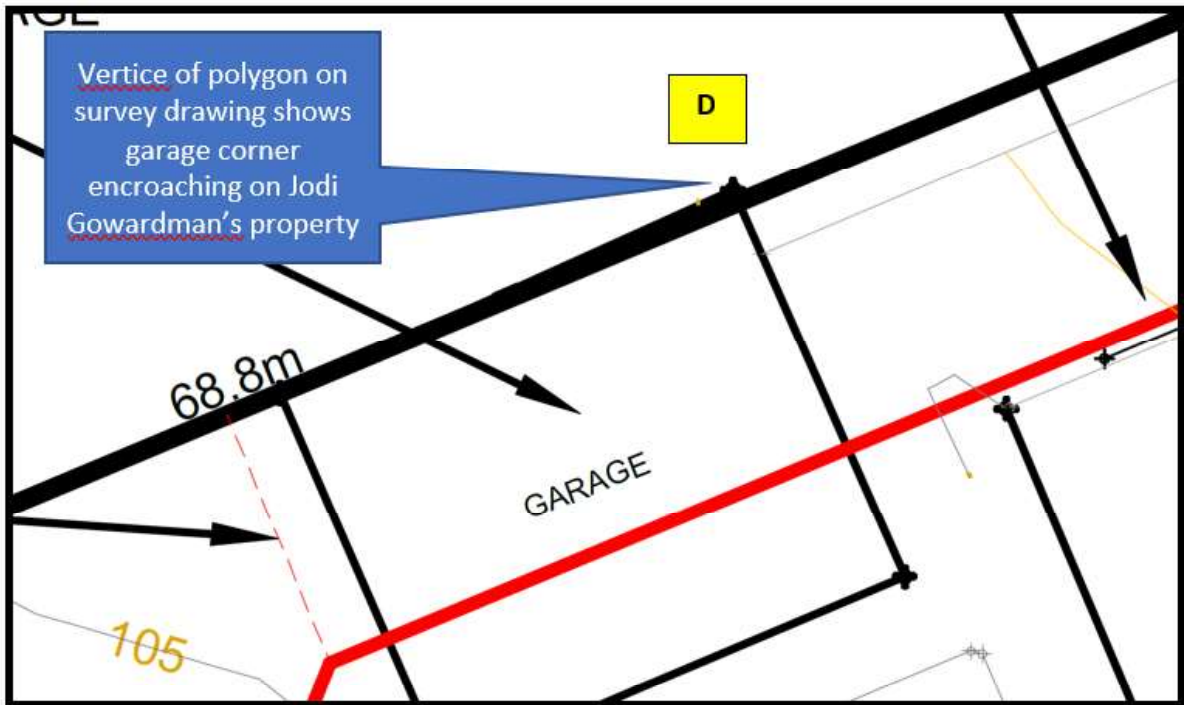 Vertice of polygon on
survey drawing shows
garage corner
encroaching on Jodi
Gowardman's property
D
68.8m
GARAGE
105